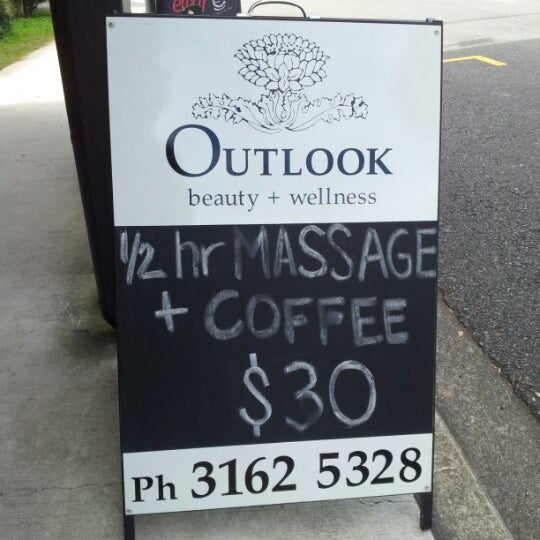 OUTLOOK
beauty + wellness
1/2 hr MASSAGE
+ COFFEE
$30
Ph 3162 5328